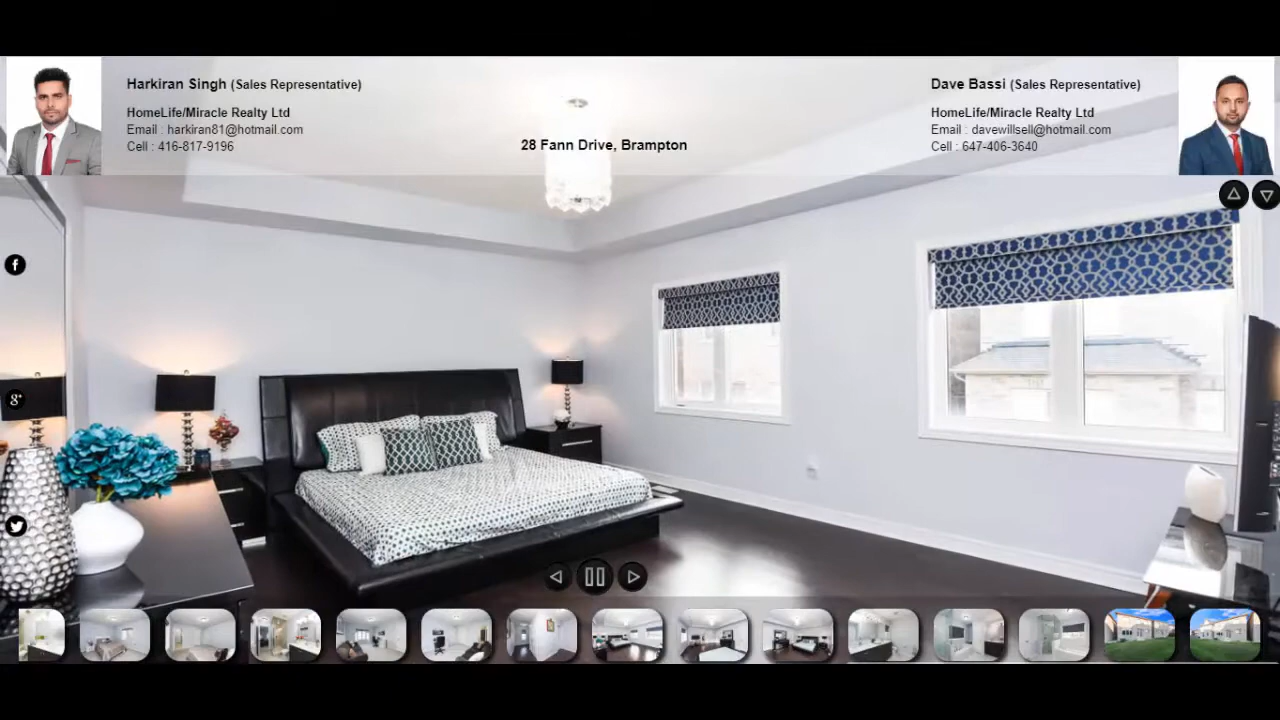 Harkiran Singh (Sales Representative)
HomeLife/Miracle Realty Ltd
Email : harkiran81@hotmail.com
Cell : 416-817-9196
28 Fann Drive, Brampton
Dave Bassi (Sales Representative)
HomeLife/Miracle Realty Ltd
Email : davewillsell@hotmail.com
Cell : 647-406-3640